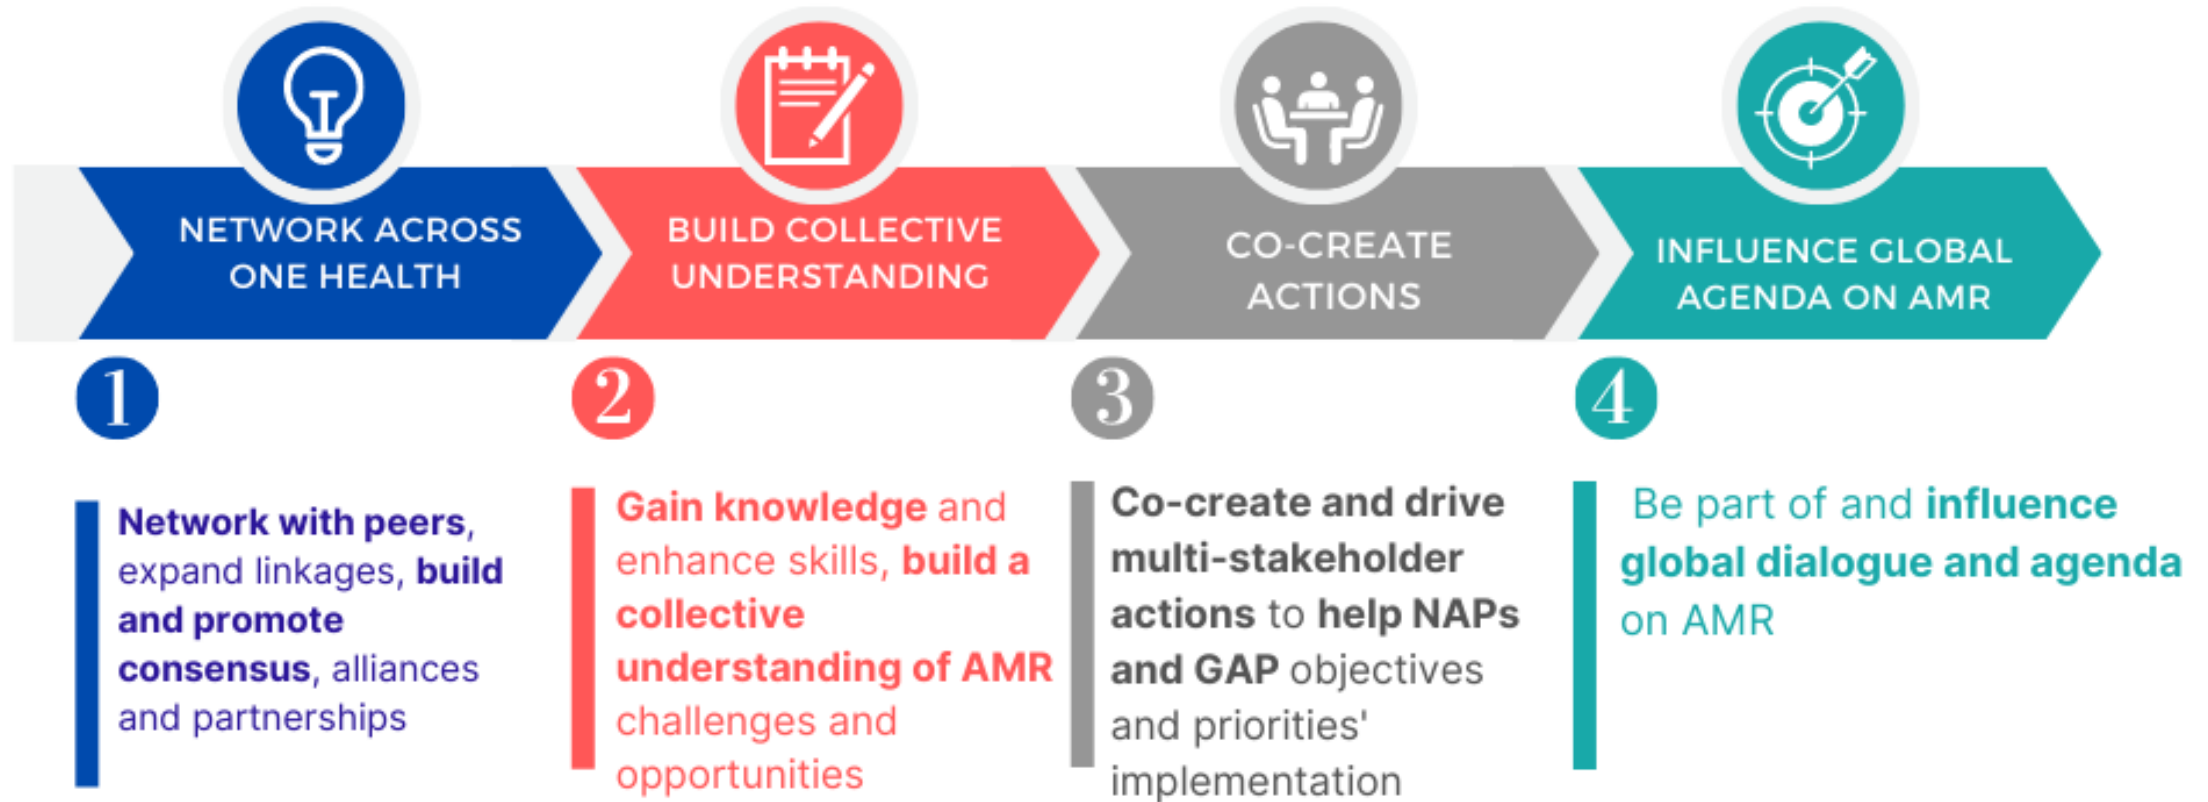 NETWORK ACROSS
ONE HEALTH
BUILD COLLECTIVE
UNDERSTANDING
CO-CREATE
ACTIONS
INFLUENCE GLOBAL
AGENDA ON AMR
1
Network with peers,
expand linkages, build
and promote
consensus, alliances
and partnerships
2
Gain knowledge and
enhance skills, build a
collective
understanding of AMR
challenges and
opportunities
3
Co-create and drive
multi-stakeholder
actions to help NAPs
and GAP objectives
and priorities'
implementation
4
Be part of and influence
global dialogue and agenda
on AMR